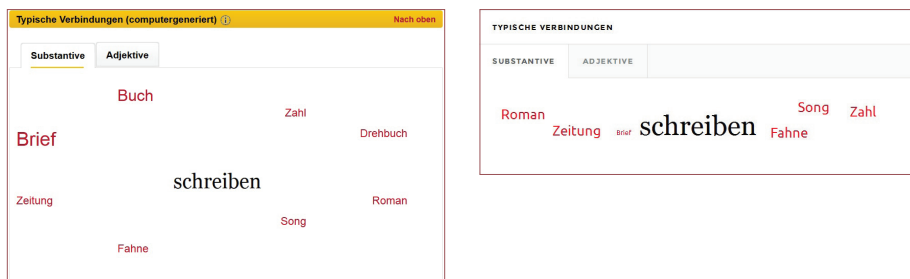 Typische Verbindungen (computergeneriert) i Nach oben
Substantive Adjektive
Buch
Zahl
Brief
Drehbuch
schreiben
Zeitung
Roman
Song
Fahne
TYPISCHE VERBINDUNGEN
SUBSTANTIVE ADJEKTIVE
Roman Zeitung Brief schreiben Fahne Song Zahl